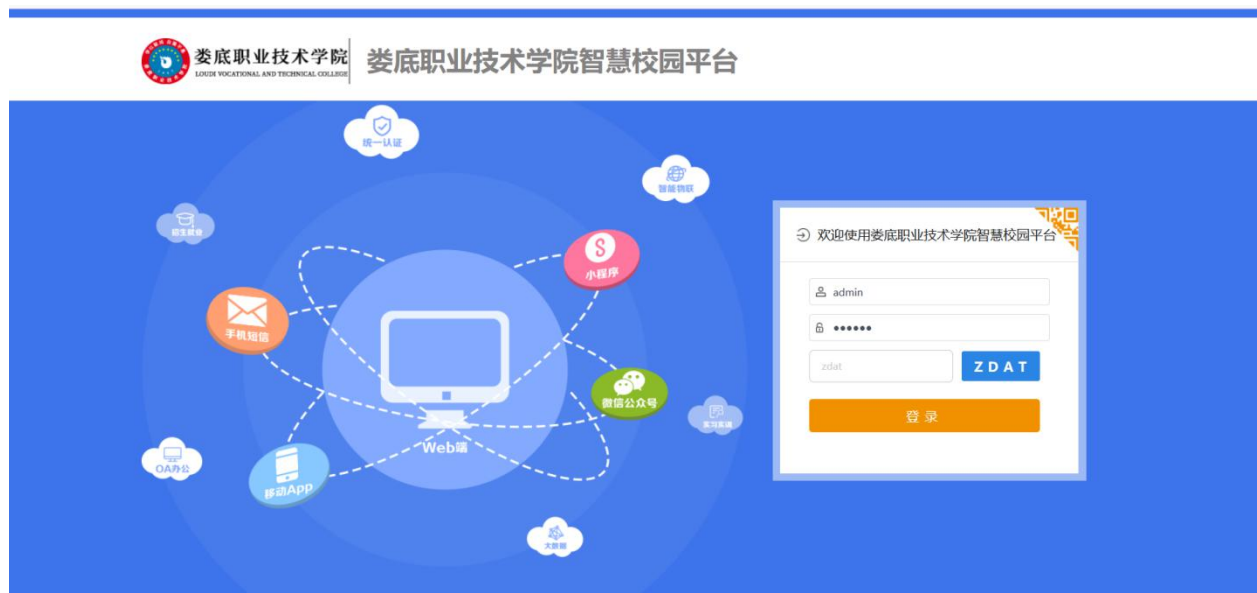 娄底职业技术学院
LOUDI VOCATIONAL AND TECHNICAL COLLEGE
娄底职业技术学院智慧校园平台
统一认证
智能物联
招生就业
小程序
手机短信
微信公众号
实习实训
Web端
OA办公
移动App
大数据
欢迎使用娄底职业技术学院智慧校园平台
admin
••••••
zdat
ZDAT
登录